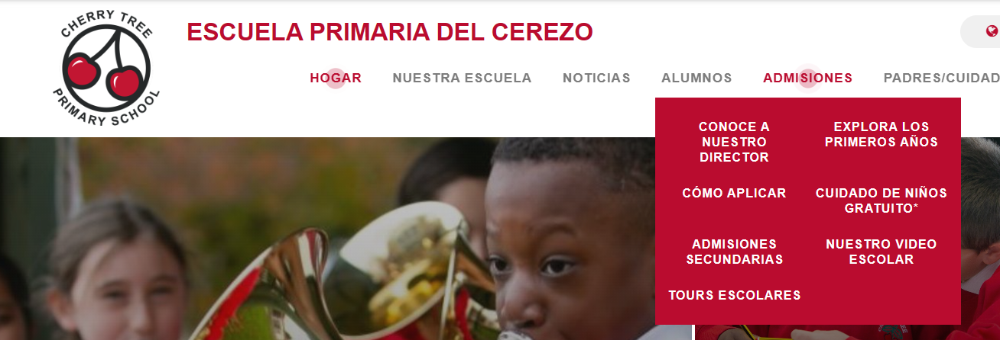 CHERRY TREE
PRIMARY SCHOOL
ESCUELA PRIMARIA DEL CEREZO
HOGAR NUESTRA ESCUELA NOTICIAS ALUMNOS ADMISIONES PADRES/CUIDAD
CONOCE A
NUESTRO
DIRECTOR
EXPLORA LOS
PRIMEROS AÑOS
CÓMO APLICAR
CUIDADO DE NIÑOS
GRATUITO*
ADMISIONES
SECUNDARIAS
NUESTRO VIDEO
ESCOLAR
TOURS ESCOLARES